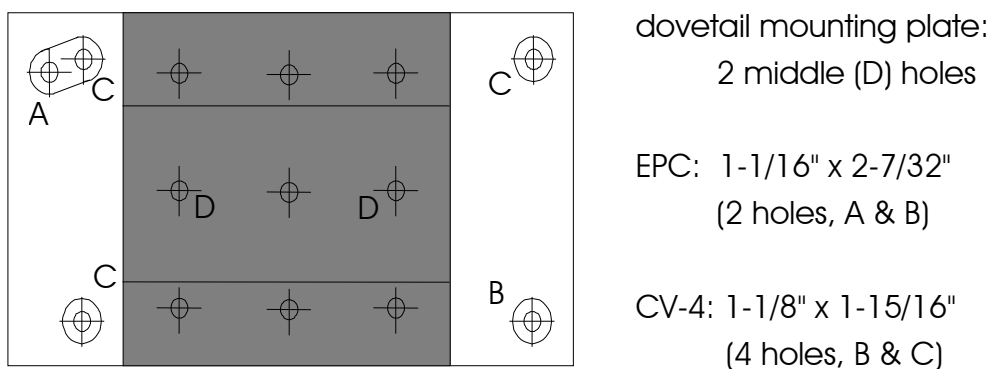 A
C
C
D
D
C
B
dovetail mounting plate:
2 middle (D) holes
EPC: 1-1/16" x 2-7/32"
(2 holes, A & B)
CV-4: 1-1/8" x 1-15/16"
(4 holes, B & C)